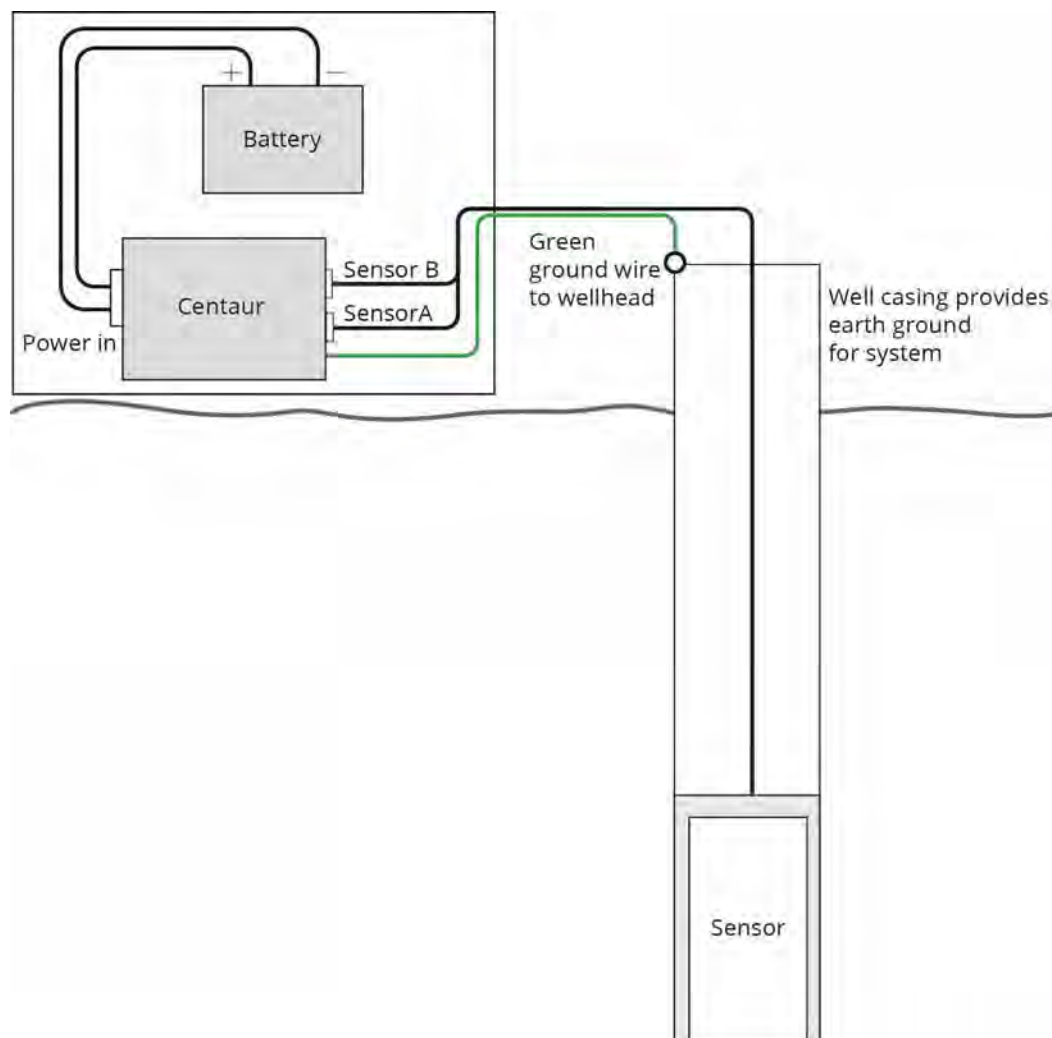 + −
Battery
Sensor B
Centaur
SensorA
Power in
Green
ground wire
to wellhead
Well casing provides
earth ground
for system
Sensor